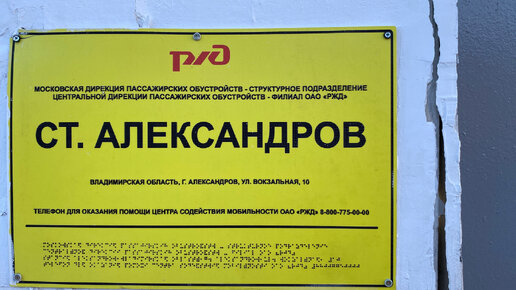 РЖД
МОСКОВСКАЯ ДИРЕКЦИЯ ПАССАЖИРСКИХ ОБУСТРОЙСТВ - СТРУКТУРНОЕ ПОДРАЗДЕЛЕНИЕ
ЦЕНТРАЛЬНОЙ ДИРЕКЦИИ ПАССАЖИРСКИХ ОБУСТРОЙСТВ - ФИЛИАЛ ОАО «РЖД»
СТ. АЛЕКСАНДРОВ
ВЛАДИМИРСКАЯ ОБЛАСТЬ, Г. АЛЕКСАНДРОВ, УЛ. ВОКЗАЛЬНАЯ, 10
ТЕЛЕФОН ДЛЯ ОКАЗАНИЯ ПОМОЩИ ЦЕНТРА СОДЕЙСТВИЯ МОБИЛЬНОСТИ ОАО «РЖД» 8-800-775-00-00